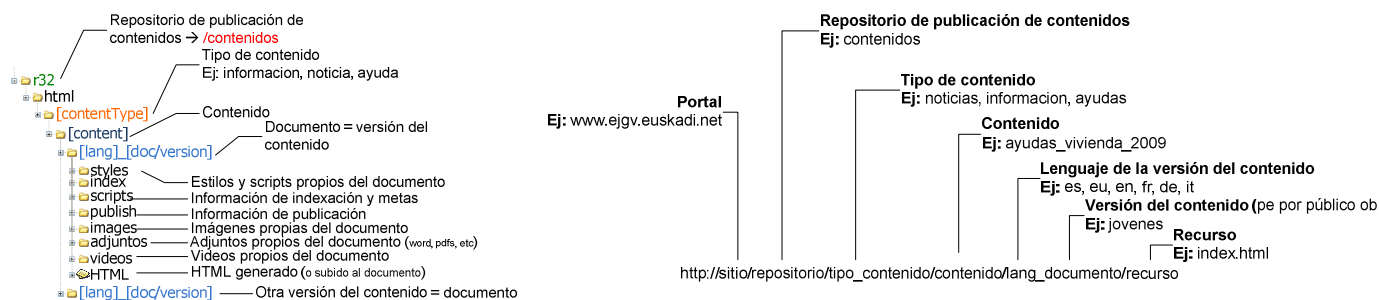 Repositorio de publicación de
contenidos → /contenidos
Tipo de contenido
Ej: informacion, noticia, ayuda
r32
html
[contentType]
Contenido
[content]
Documento = versión del
contenido
[lang]_[doc/version]
styles
index
Estilos y scripts propios del documento
scripts
Información de indexación y metas
publish
Información de publicación
images
Imágenes propias del documento
adjuntos
Adjuntos propios del documento (word, pdfs, etc)
videos
Videos propios del documento
HTML
HTML generado (o subido al documento)
[lang]_[doc/version]
Otra versión del contenido = documento
Repositorio de publicación de contenidos
Ej: contenidos
Tipo de contenido
Ej: noticias, informacion, ayudas
Portal
Ej: www.ejgv.euskadi.net
Contenido
Ej: ayudas_vivienda_2009
Lenguaje de la versión del contenido
Ej: es, eu, en, fr, de, it
Versión del contenido (pe por público ob
Ej: jovenes
Recurso
Ej: index.html
http://sitio/repositorio/tipo_contenido/contenido/lang_documento/recurso